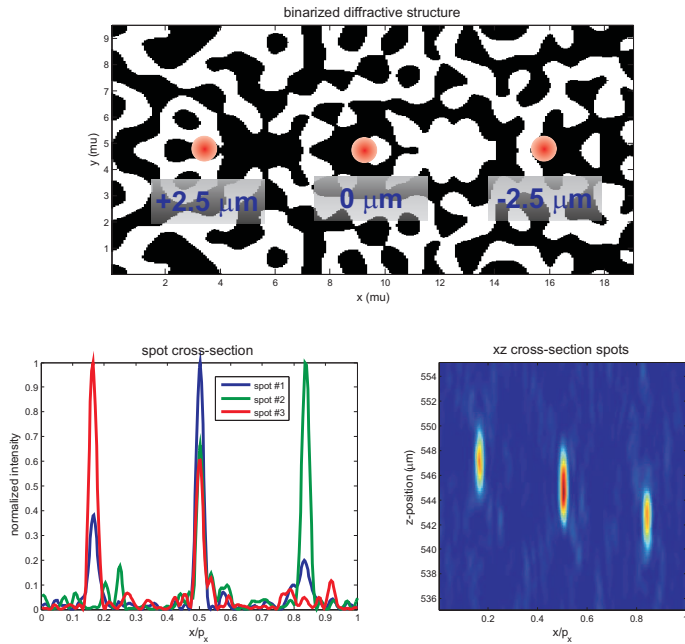 binarized diffractive structure
9
8
7
6
5
4
3
2
1
y (mu)
+2.5 μm
0 μm
-2.5 μm
2 4 6 8 10 12 14 16 18
x (mu)
spot cross-section
1
0.9
0.8
0.7
0.6
0.5
0.4
0.3
0.2
0.1
0
normalized intensity
spot #1
spot #2
spot #3
0 0.1 0.2 0.3 0.4 0.5 0.6 0.7 0.8 0.9 1
x/pₓ
xz cross-section spots
554
552
550
548
546
544
542
540
538
536
z-position (μm)
0.2 0.4 0.6 0.8 1
x/pₓ